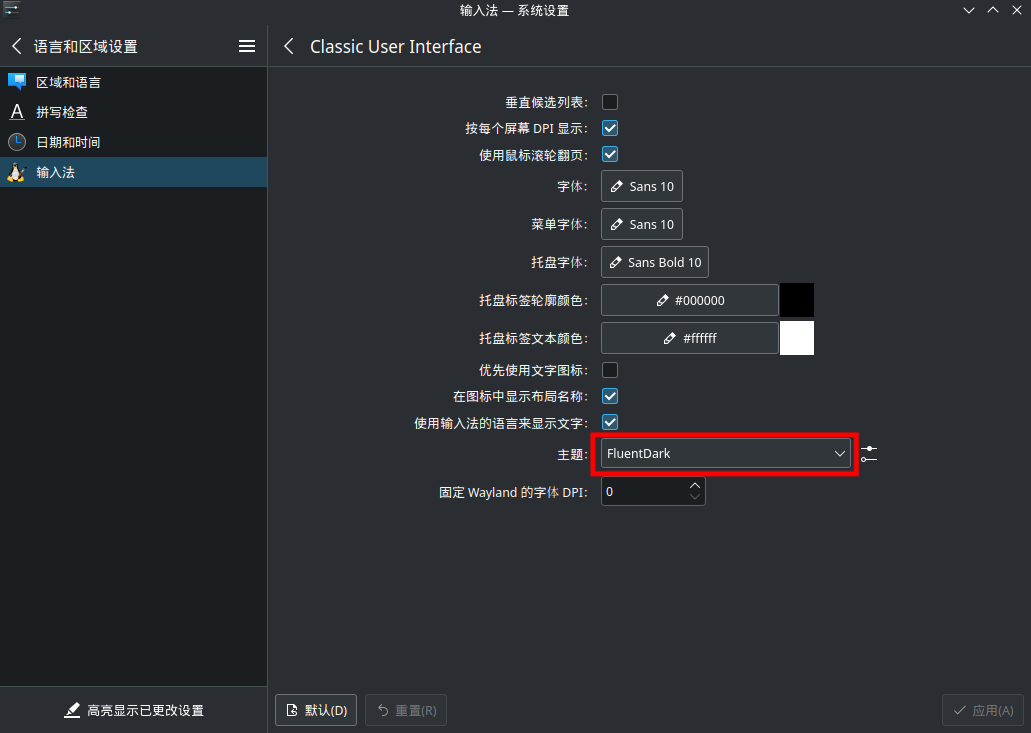 输入法 — 系统设置
语言和区域设置
Classic User Interface
区域和语言
拼写检查
日期和时间
输入法
垂直候选列表:
按每个屏幕 DPI 显示:
使用鼠标滚轮翻页:
字体: Sans 10
菜单字体: Sans 10
托盘字体: Sans Bold 10
托盘标签轮廓颜色: #000000
托盘标签文本颜色: #ffffff
优先使用文字图标:
在图标中显示布局名称:
使用输入法的语言来显示文字:
主题: FluentDark
固定 Wayland 的字体 DPI: 0
高亮显示已更改设置
默认(D)
重置(R)
应用(A)